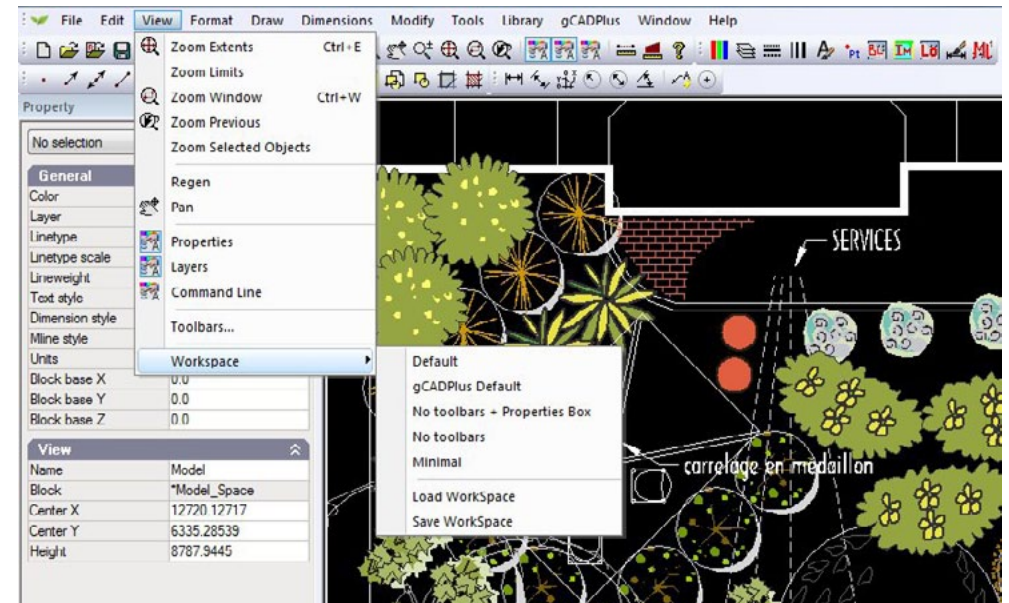 File Edit View Format Draw Dimensions Modify Tools Library gCADPlus Window Help
Zoom Extents Ctrl+E
Zoom Limits
Zoom Window Ctrl+W
Zoom Previous
Zoom Selected Objects
Regen
Pan
Properties
Layers
Command Line
Toolbars...
Workspace
Default
gCADPlus Default
No toolbars + Properties Box
No toolbars
Minimal
Load WorkSpace
Save WorkSpace
Property
No selection
General
Color
Layer
Linetype
Linetype scale
Lineweight
Text style
Dimension style
Mline style
Units
Block base X 0.0
Block base Y 0.0
Block base Z 0.0
View
Name Model
Block *Model_Space
Center X 12720.12717
Center Y 6335.28539
Height 8787.9445
SERVICES
carrelage en médaillon